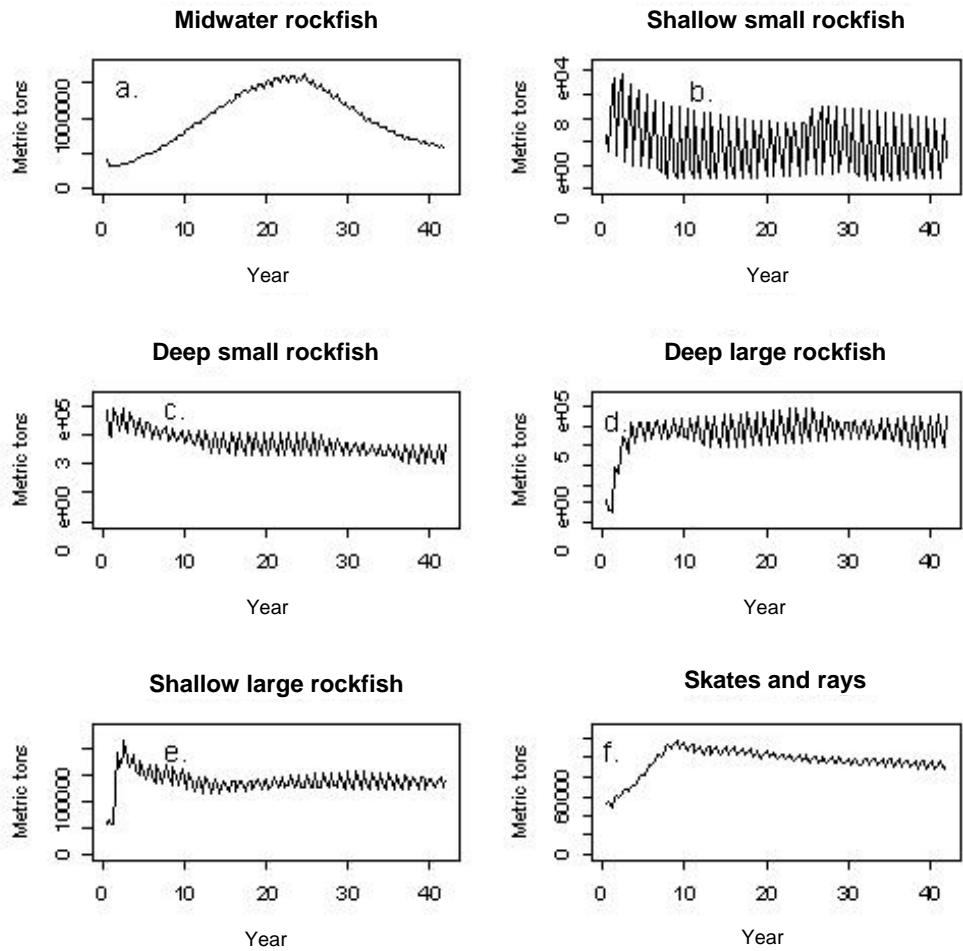 Midwater rockfish
Shallow small rockfish
Metric tons
0 1000000
a.
0 10 20 30 40
Year
Metric tons
0 e+00 8 e+04
b.
0 10 20 30 40
Year
Deep small rockfish
Deep large rockfish
Metric tons
0 e+00 3 e+05
c.
0 10 20 30 40
Year
Metric tons
0 e+00 5 e+05
d.
0 10 20 30 40
Year
Shallow large rockfish
Skates and rays
Metric tons
0 100000
e.
0 10 20 30 40
Year
Metric tons
0 60000
f.
0 10 20 30 40
Year